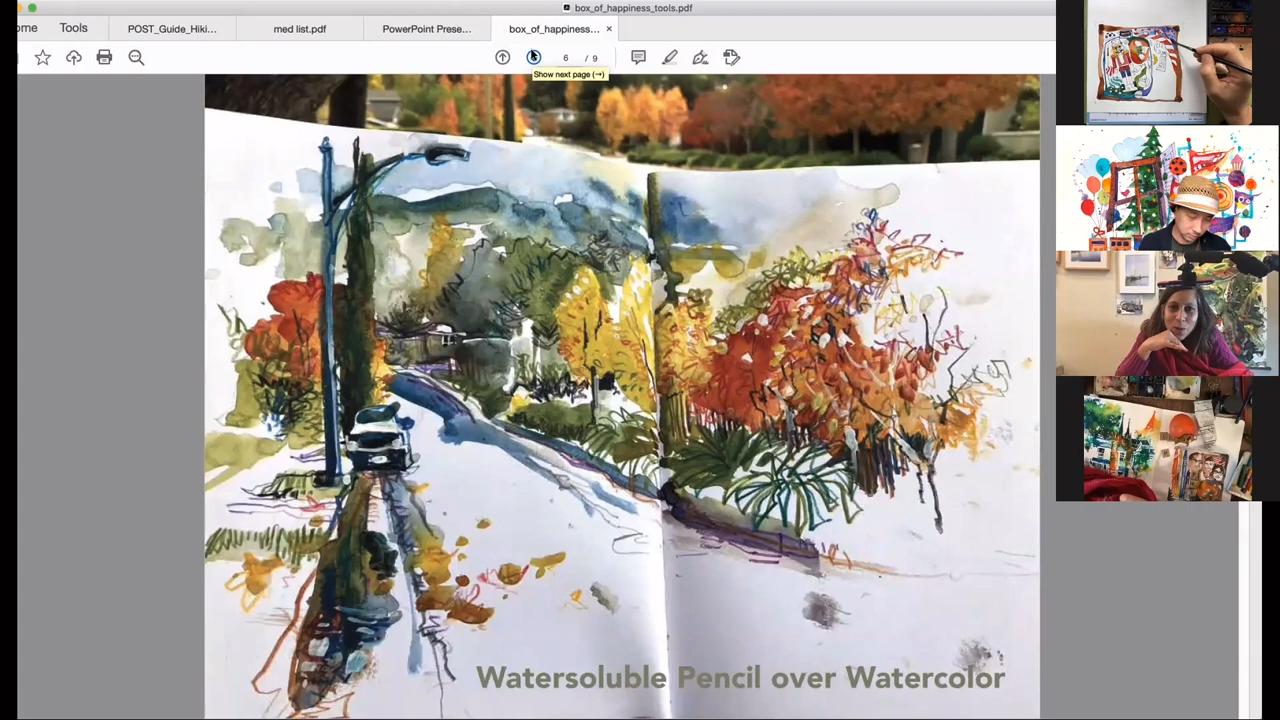 box_of_happiness_tools.pdf
ome
Tools
POST_Guide_Hiki...
med list.pdf
PowerPoint Prese...
box_of_happiness... ×
6 / 9
Show next page (→)
Watersoluble Pencil over Watercolor